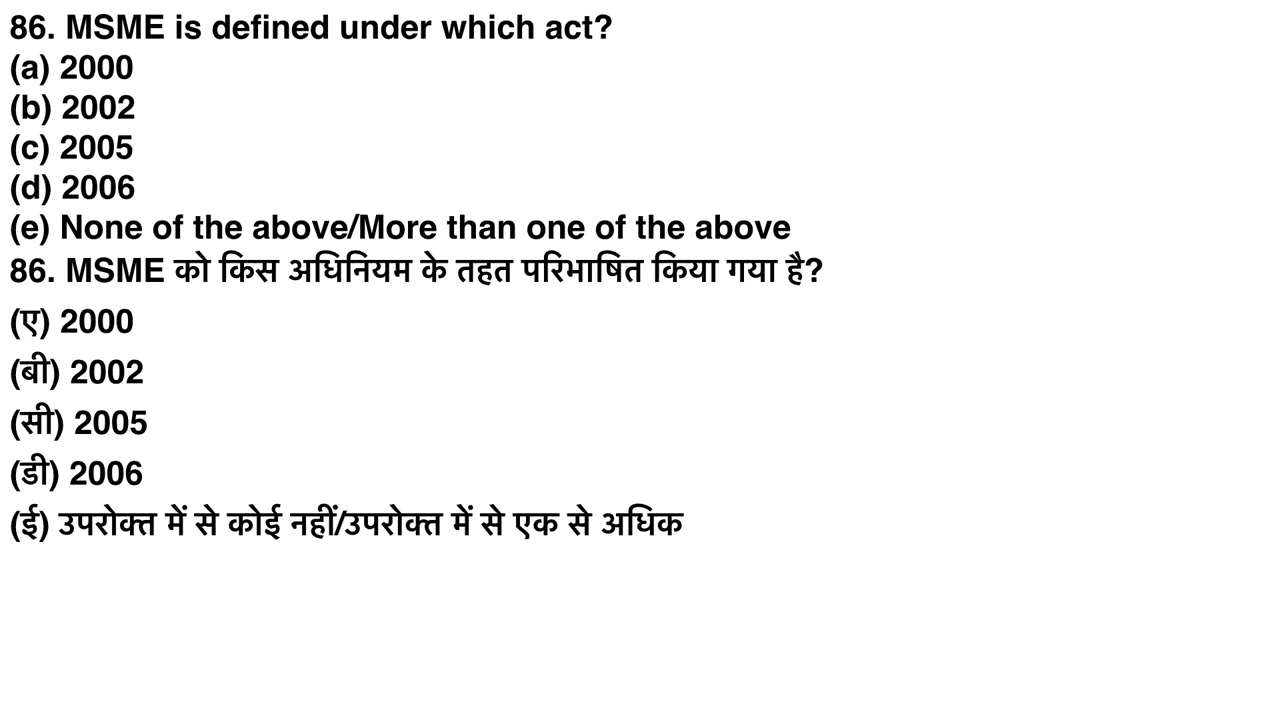 86. MSME is defined under which act?
(a) 2000
(b) 2002
(c) 2005
(d) 2006
(e) None of the above/More than one of the above
86. MSME को किस अधिनियम के तहत परिभाषित किया गया है?
(ए) 2000
(बी) 2002
(सी) 2005
(डी) 2006
(ई) उपरोक्त में से कोई नहीं/उपरोक्त में से एक से अधिक